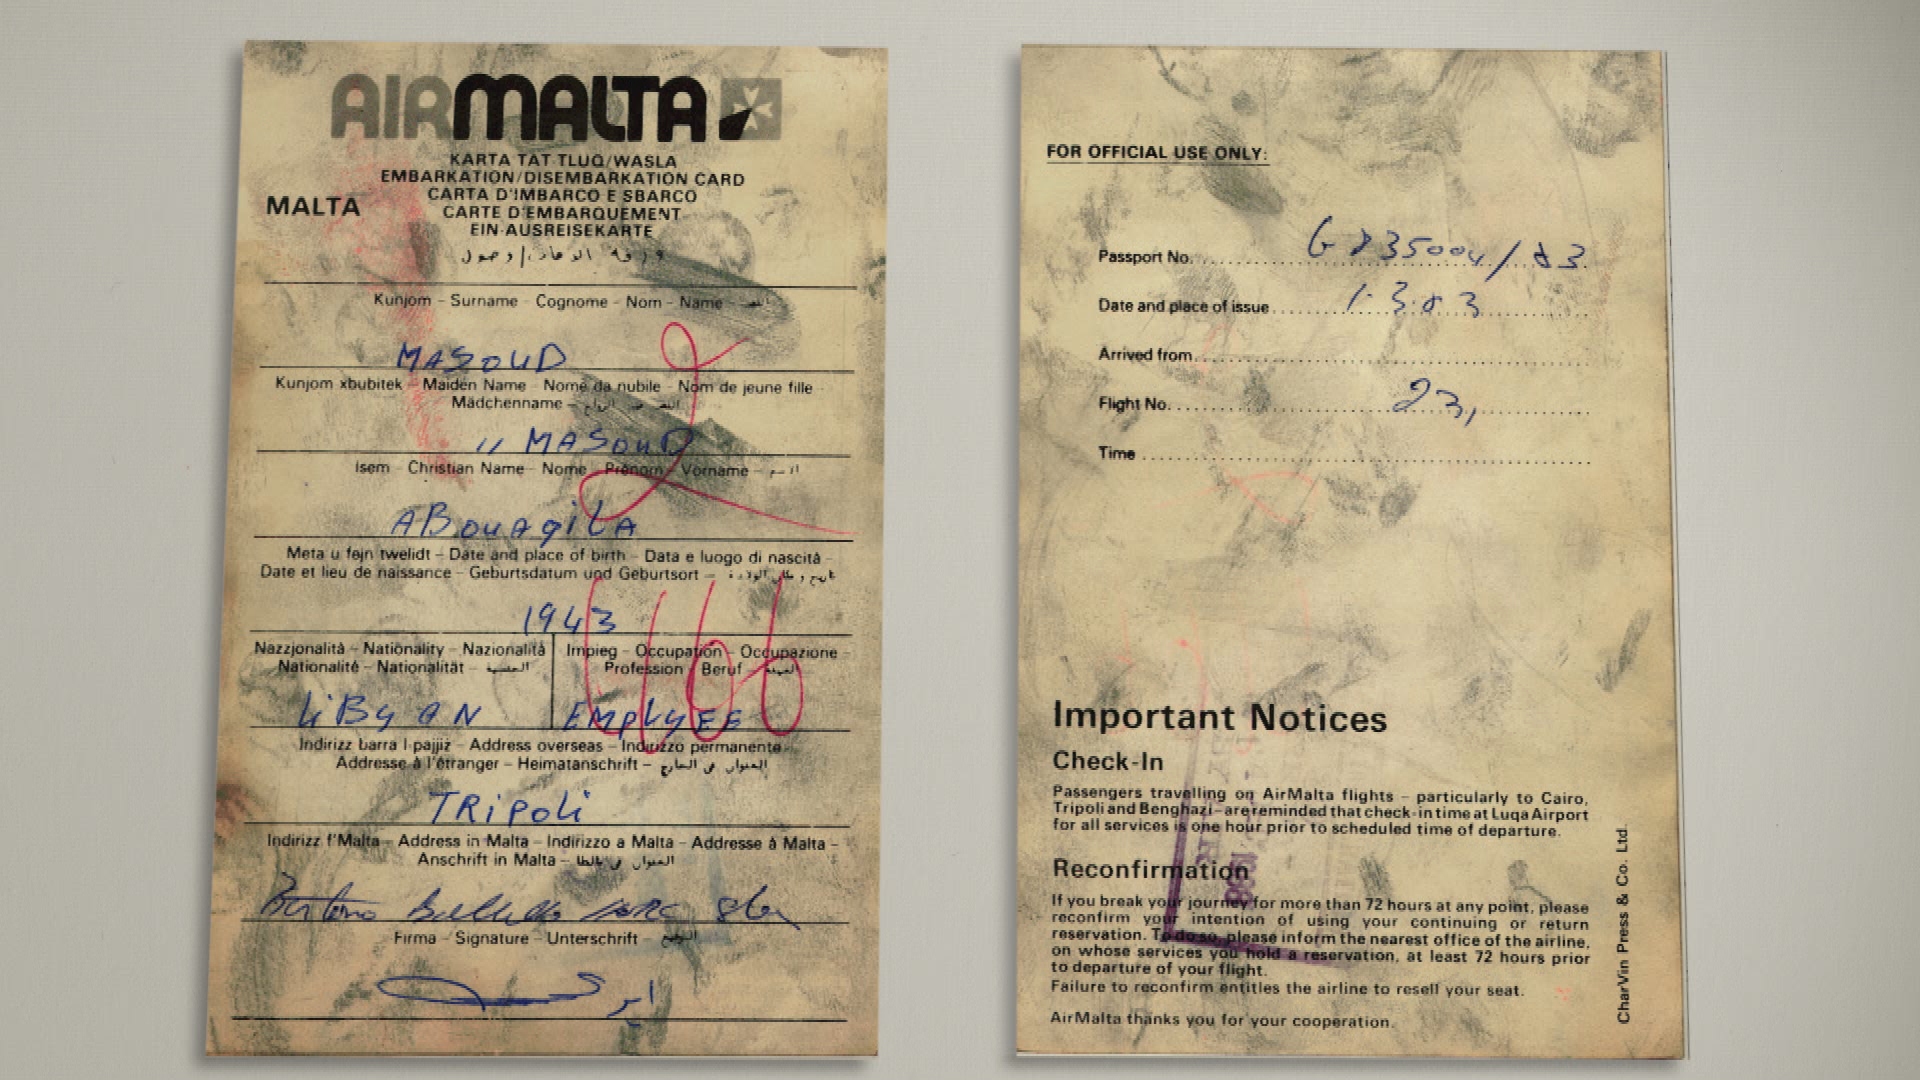 AIRMALTA
KARTA TAT TLUQ/WASLA
EMBARKATION/DISEMBARKATION CARD
CARTA D'IMBARCO E SBARCO
MALTA
CARTE D'EMBARQUEMENT
EIN-AUSREISEKARTE
Kunjom – Surname – Cognome – Nom – Name –
MASOUD
Kunjom xbubitek – Maiden Name – Nome da nubile – Nom de jeune fille –
Mädchenname –
" MASOUD
Isem – Christian Name – Nome – Prénom – Vorname –
ABouAgiLA
Meta u fejn twelidt – Date and place of birth – Data e luogo di nascità –
Date et lieu de naissance – Geburtsdatum und Geburtsort –
1943
Nazzjonalità – Nationality – Nazionalità
Nationalité – Nationalität –
Impieg – Occupation – Occupazione –
Profession – Beruf –
LiByAN
EMPLyEE
Indirizz barra l-pajjiż – Address overseas – Indirizzo permanente –
Addresse à l'étranger – Heimatanschrift – العنوان في الخارج
TRiPoLi
Indirizz f'Malta – Address in Malta – Indirizzo a Malta – Addresse à Malta –
Anschrift in Malta – العنوان في مالطا
Firma – Signature – Unterschrift – التوقيع
FOR OFFICIAL USE ONLY:
Passport No.
Date and place of issue 1.3.83
Arrived from
Flight No.
Time
Important Notices
Check-In
Passengers travelling on AirMalta flights – particularly to Cairo,
Tripoli and Benghazi – are reminded that check-in time at Luqa Airport
for all services is one hour prior to scheduled time of departure.
Reconfirmation
If you break your journey for more than 72 hours at any point, please
reconfirm your intention of using your continuing or return
reservation. To do so, please inform the nearest office of the airline,
on whose services you hold a reservation, at least 72 hours prior
to departure of your flight.
Failure to reconfirm entitles the airline to resell your seat.
AirMalta thanks you for your cooperation.
CharVin Press & Co. Ltd.